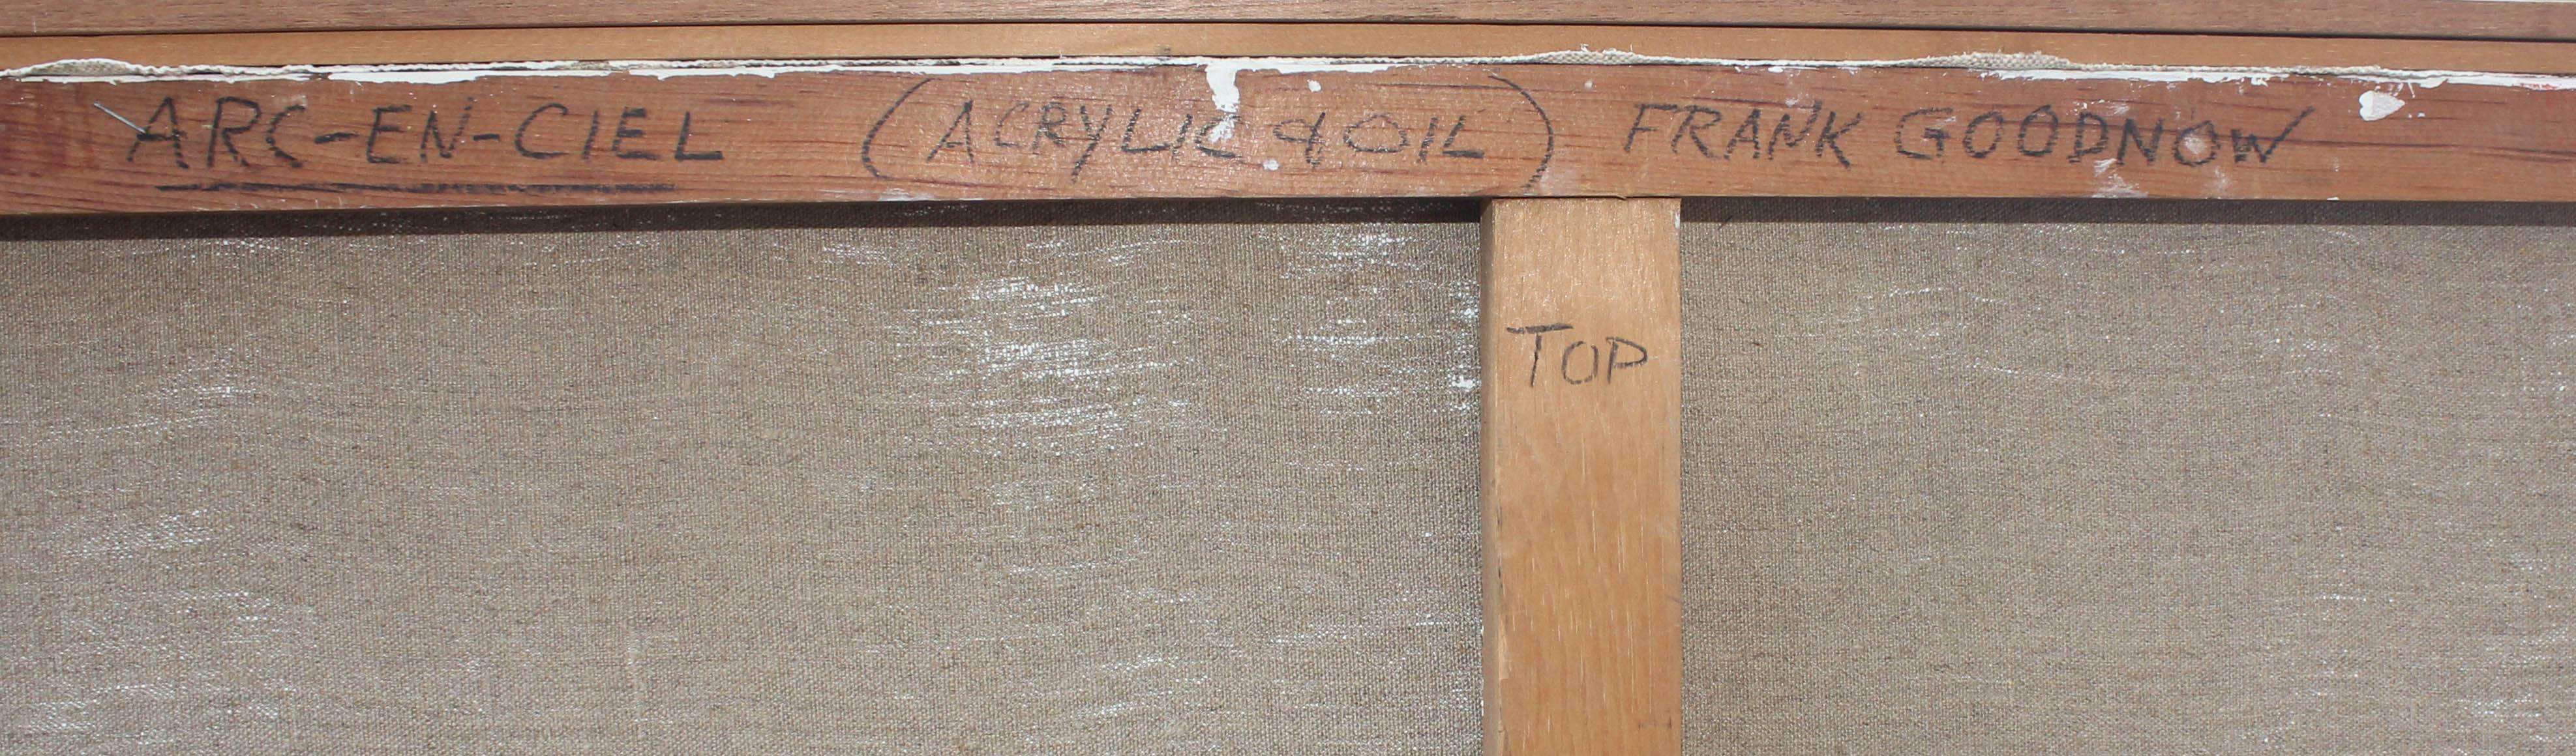 ARC-EN-CIEL (ACRYLIC & OIL) FRANK GOODNOW
TOP